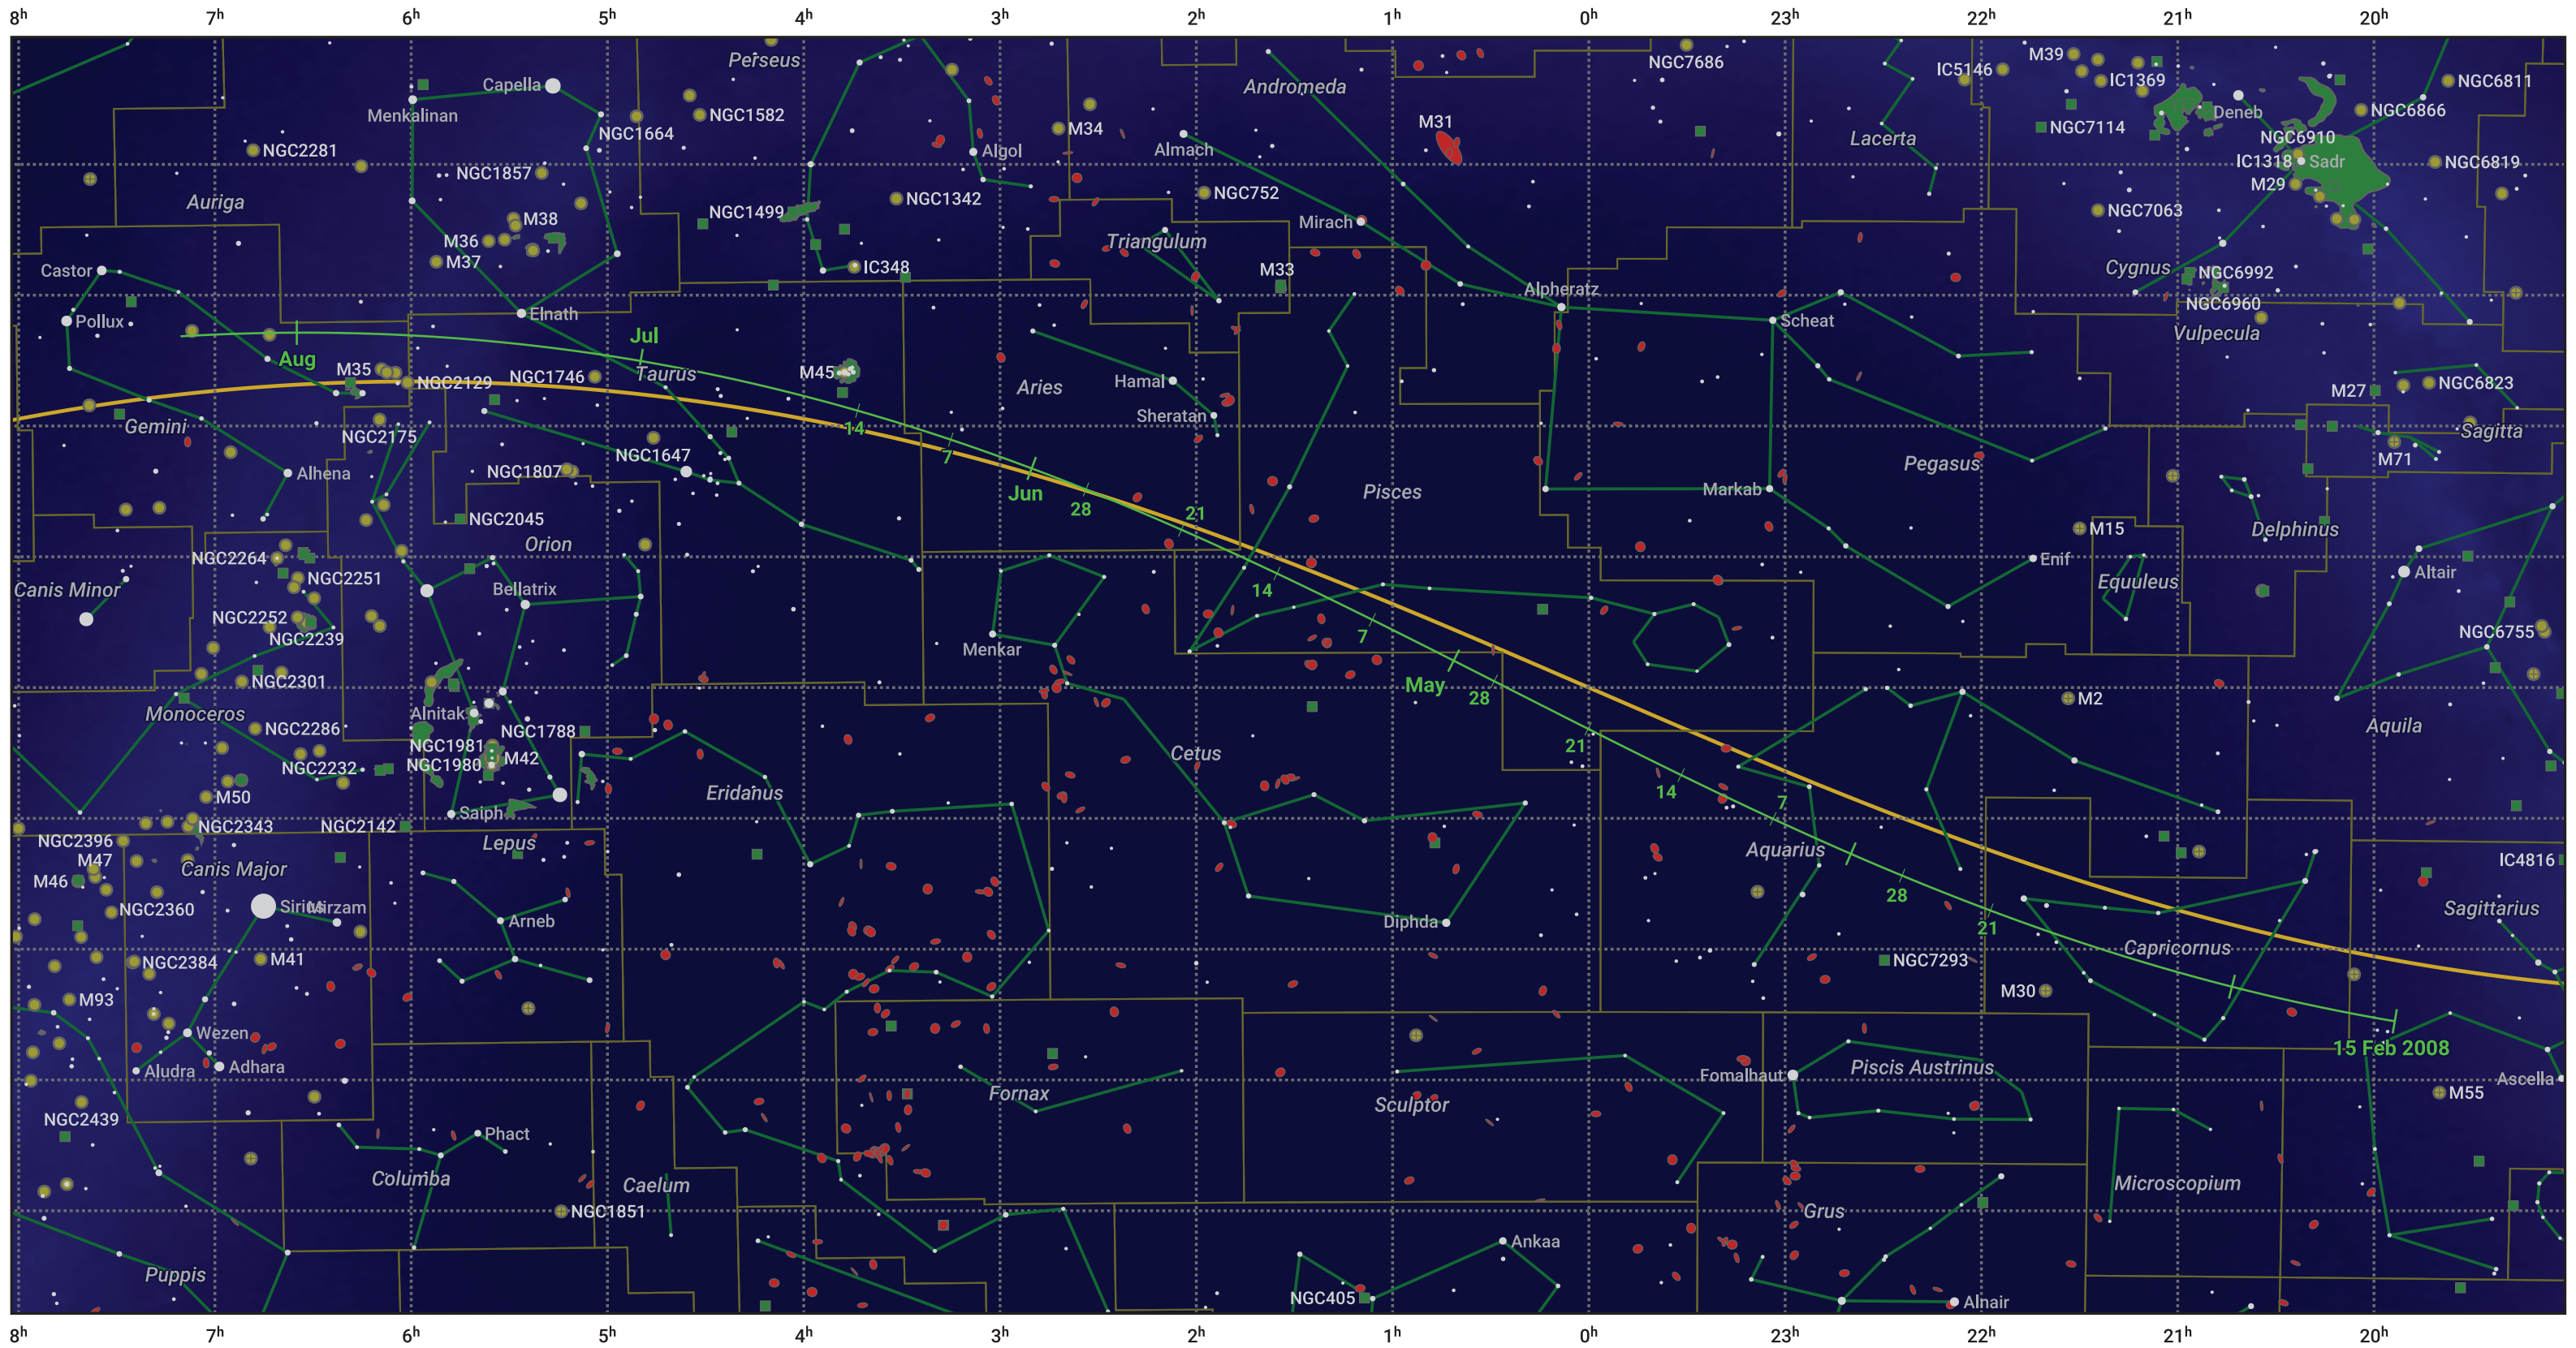 8h 7h 6h 5h 4h 3h 2h 1h 0h 23h 22h 21h 20h
Perseus
Capella
Menkalinan
NGC1664
NGC1582
M34
Andromeda
M31
Almach
NGC7686
Lacerta
IC5146
M39
IC1369
NGC7114
Deneb
NGC6811
NGC6866
NGC6910
IC1318
Sadr
NGC6819
M29
NGC2281
NGC1857
Algol
Auriga
M38
NGC1499
NGC1342
NGC752
Mirach
NGC7063
M36
M37
Triangulum
IC348
M33
Cygnus
NGC6992
NGC6960
Castor
Pollux
Elnath
Alpheratz
Scheat
Vulpecula
Jul
Aug
M35
NGC2129
NGC1746
Taurus
M45
Aries
Hamal
Sheratan
M27
NGC6823
Gemini
NGC2175
14
Sagitta
NGC1647
7
M71
Alhena
NGC1807
Jun
28
Pisces
Markab
Pegasus
21
NGC2045
Orion
M15
Delphinus
NGC2264
Enif
Altair
NGC2251
Canis Minor
Bellatrix
14
Equuleus
NGC2252
NGC2239
7
NGC6755
Menkar
NGC2301
May
28
M2
Monoceros
Alnitak
NGC2286
NGC1788
Aquila
NGC1981
M42
NGC1980
NGC2232
Cetus
21
M50
Eridanus
14
7
Saiph
NGC2343
NGC2142
NGC2396
Lepus
Aquarius
M47
Canis Major
IC4816
M46
28
Sirius
Mirzam
NGC2360
Arneb
Diphda
21
Sagittarius
Capricornus
NGC2384
M41
NGC7293
M93
M30
Wezen
15 Feb 2008
Aludra
Adhara
Fornax
Fomalhaut
Piscis Austrinus
Ascella
Sculptor
M55
NGC2439
Phact
Columba
Caelum
Microscopium
NGC1851
Grus
Ankaa
Puppis
NGC405
Alnair
8h 7h 6h 5h 4h 3h 2h 1h 0h 23h 22h 21h 20h